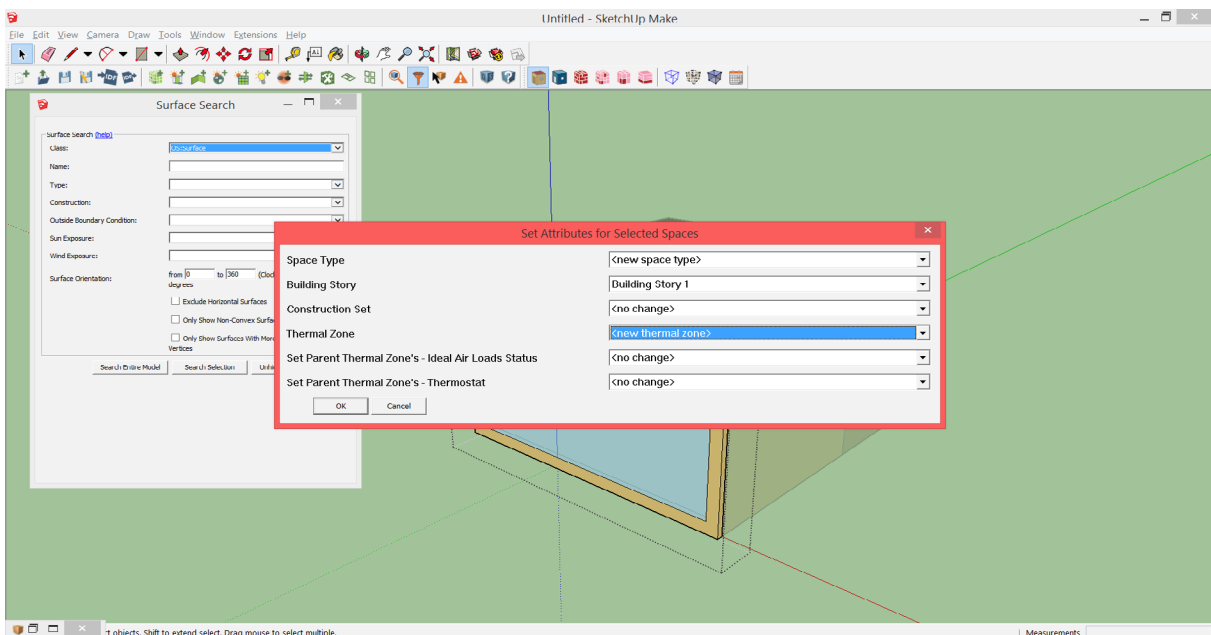 Untitled - SketchUp Make
File Edit View Camera Draw Tools Window Extensions Help
Surface Search
Surface Search (help)
Class: OS:Surface
Name:
Type:
Construction:
Outside Boundary Condition:
Sun Exposure:
Wind Exposure:
Surface Orientation: from 0 to 360 (Clod
degrees
Exclude Horizontal Surfaces
Only Show Non-Convex Surfa
Only Show Surfaces With More
Vertices
Search Entire Model Search Selection Unhi
Set Attributes for Selected Spaces
Space Type <new space type>
Building Story Building Story 1
Construction Set <no change>
Thermal Zone <new thermal zone>
Set Parent Thermal Zone's - Ideal Air Loads Status <no change>
Set Parent Thermal Zone's - Thermostat <no change>
OK Cancel
objects. Shift to extend select. Drag mouse to select multiple.
Measurements